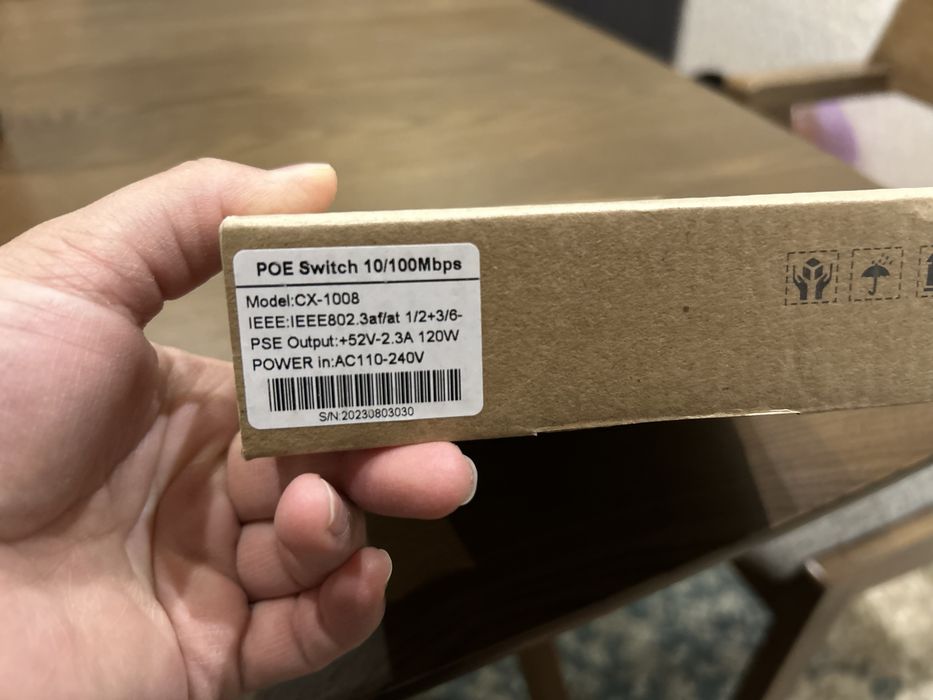 POE Switch 10/100Mbps
Model:CX-1008
IEEE:IEEE802.3af/at 1/2+3/6-
PSE Output:+52V-2.3A 120W
POWER in:AC110-240V
S/N:20230803030